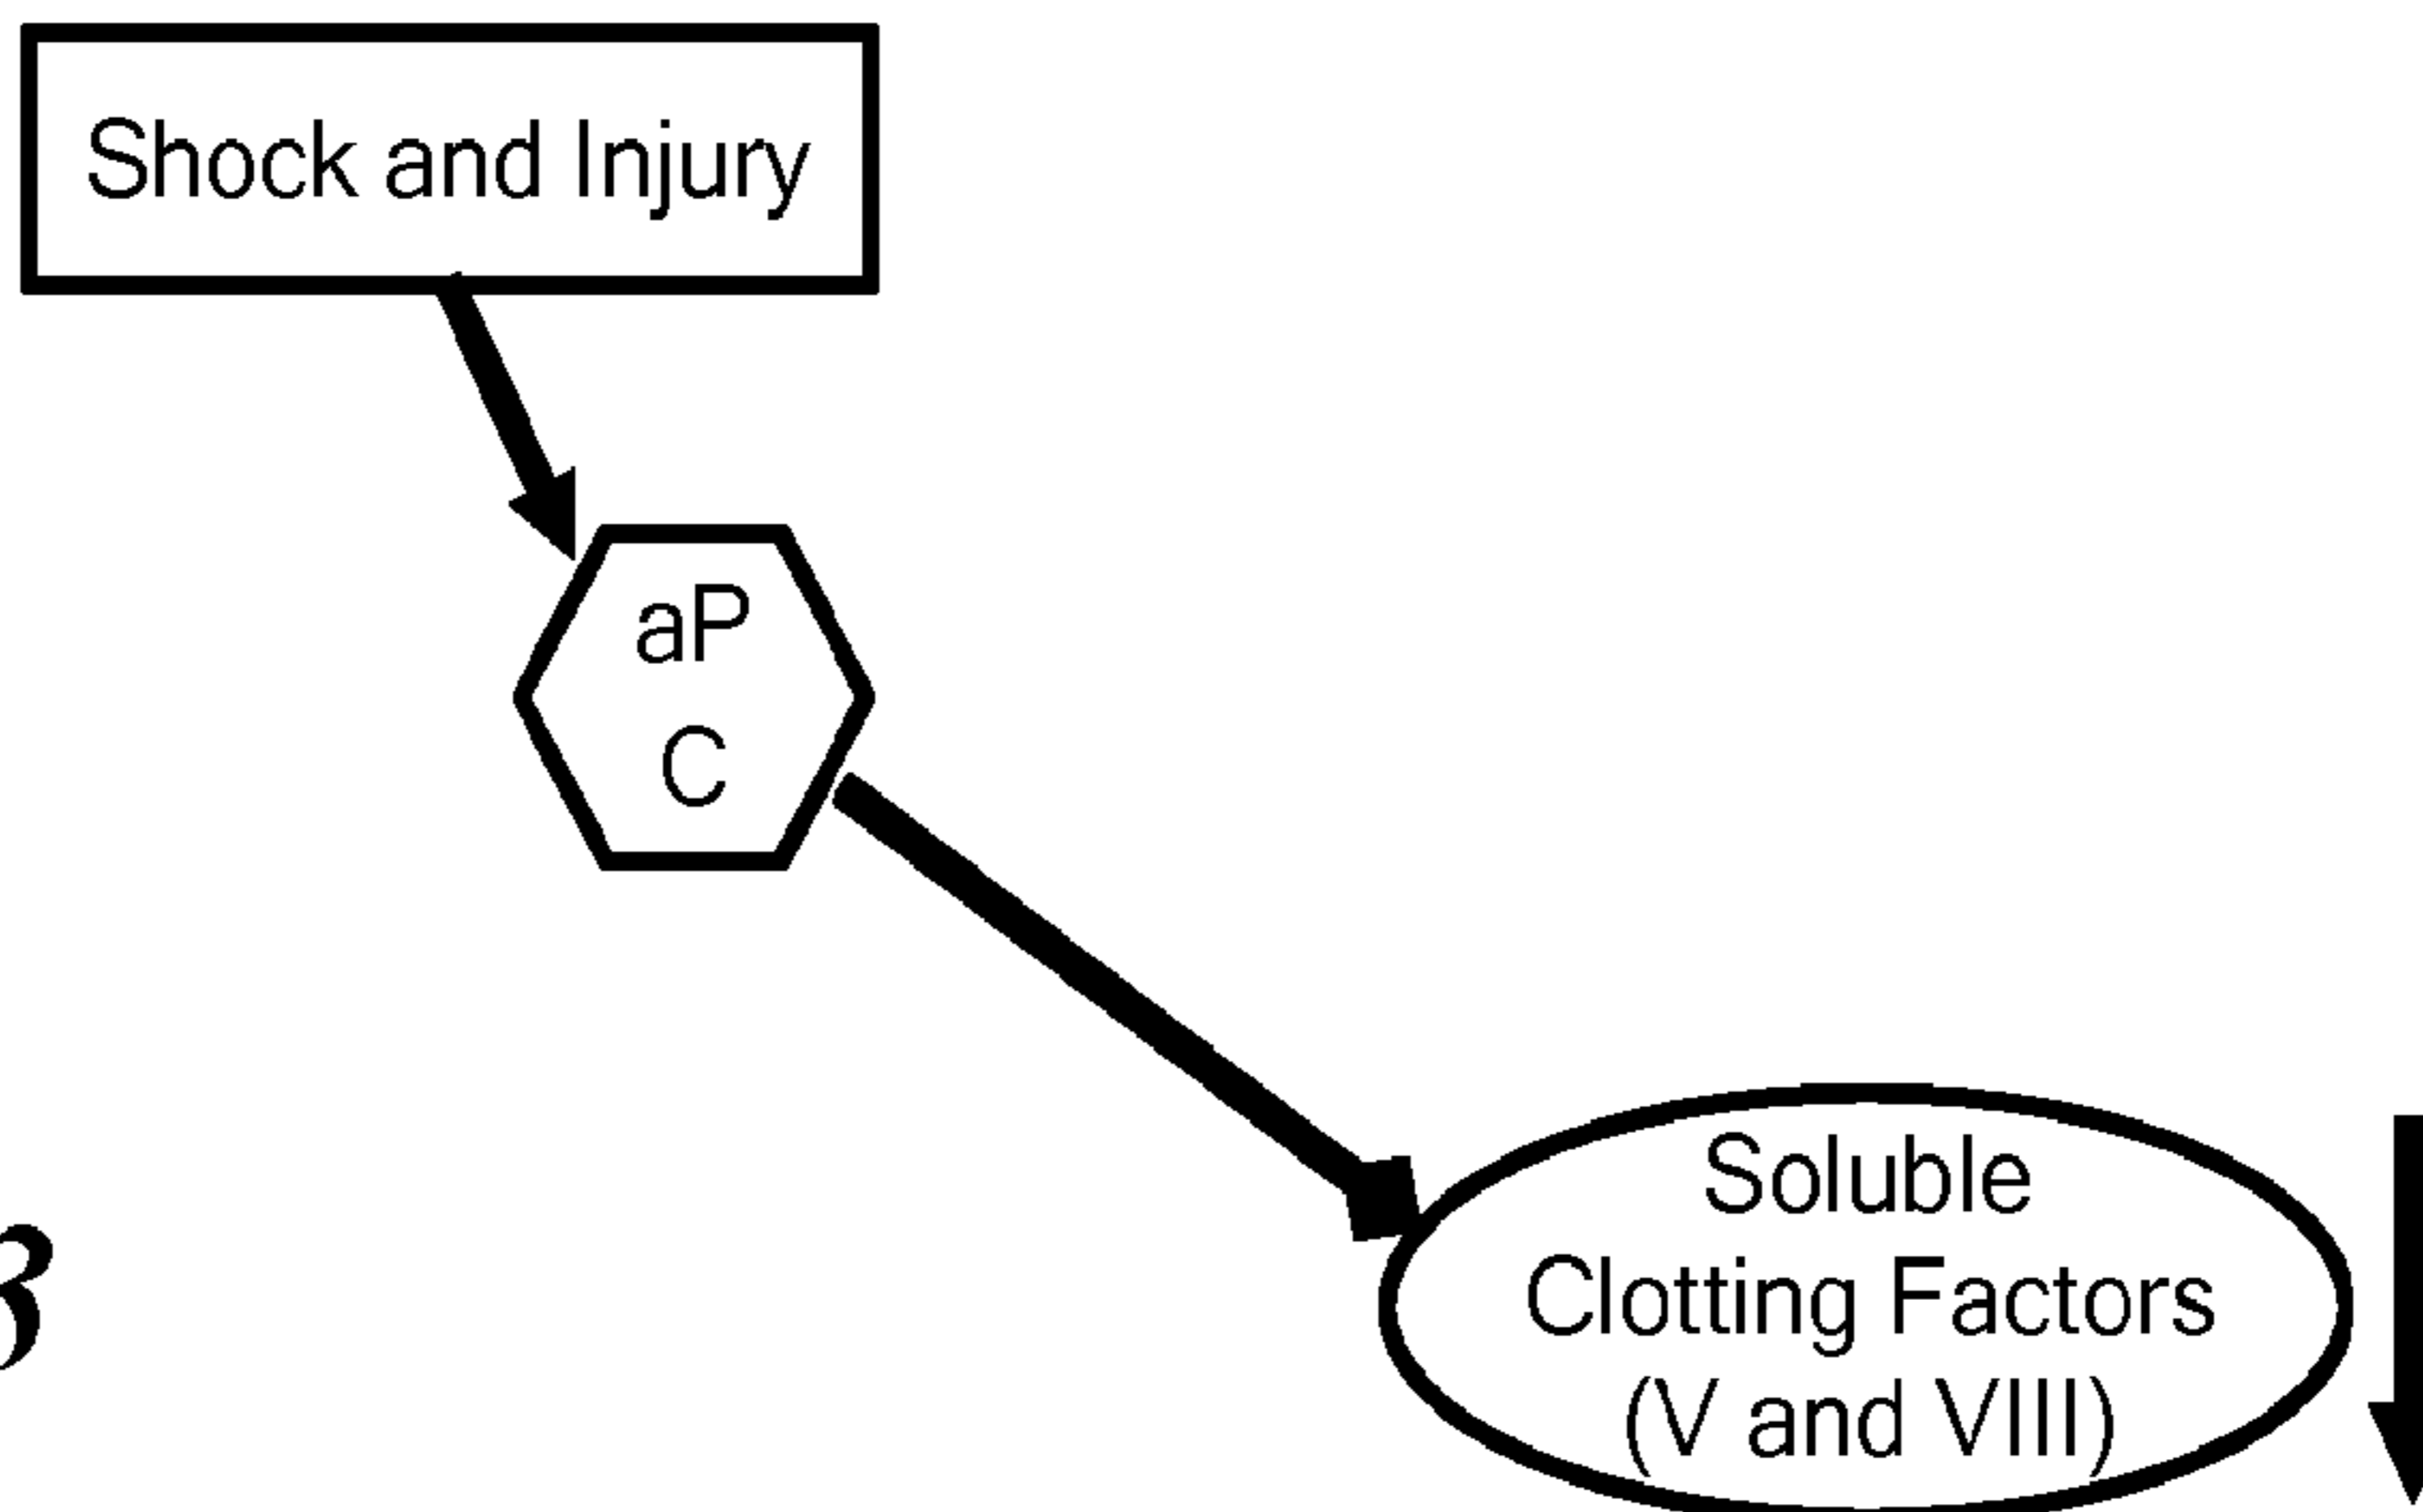 Shock and Injury
aP
C
Soluble
Clotting Factors
(V and VIII)